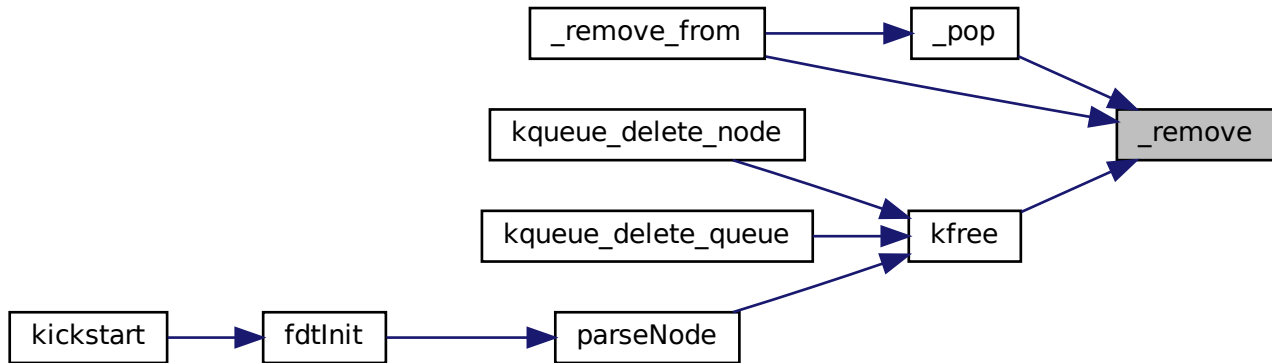 _remove_from
_pop
kqueue_delete_node
_remove
kqueue_delete_queue
kfree
kickstart
fdtInit
parseNode